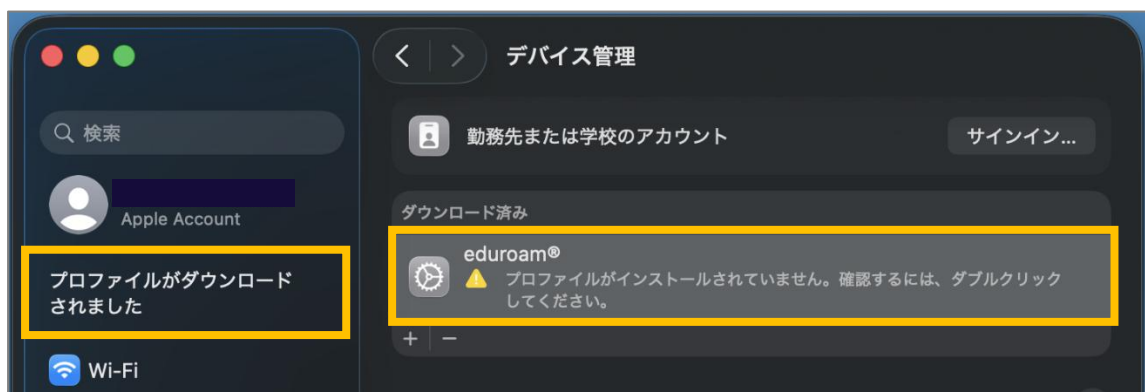 デバイス管理
検索
Apple Account
プロファイルがダウンロード
されました
Wi-Fi
勤務先または学校のアカウント
サインイン...
ダウンロード済み
eduroam®
プロファイルがインストールされていません。確認するには、ダブルクリック
してください。